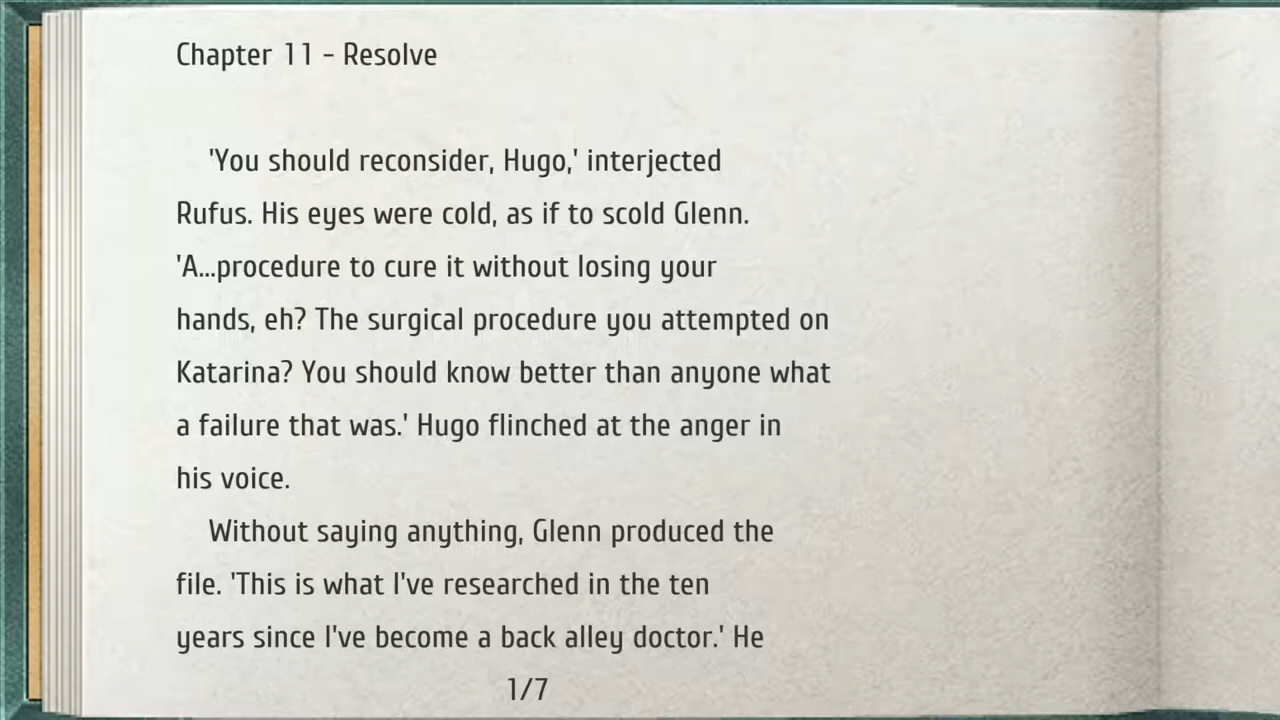 Chapter 11 - Resolve
'You should reconsider, Hugo,' interjected
Rufus. His eyes were cold, as if to scold Glenn.
'A...procedure to cure it without losing your
hands, eh? The surgical procedure you attempted on
Katarina? You should know better than anyone what
a failure that was.' Hugo flinched at the anger in
his voice.
Without saying anything, Glenn produced the
file. 'This is what I've researched in the ten
years since I've become a back alley doctor.' He
1/7